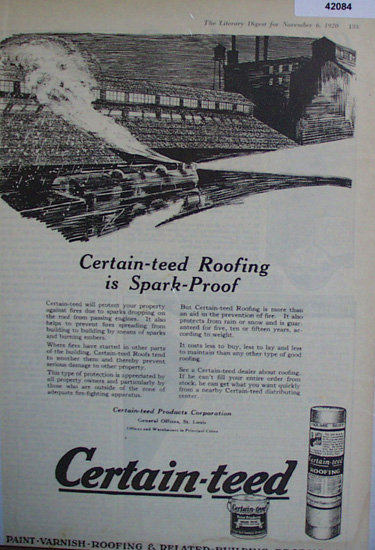 42084
The Literary Digest for November 6, 1920 133
Certain-teed Roofing
is Spark-Proof
Certain-teed will protect your property
against fires due to sparks dropping on
the roof from passing engines. It also
helps to prevent fires spreading from
building to building by means of sparks
and burning embers.
Where fires have started in other parts
of the building, Certain-teed Roofs tend
to smother them and thereby prevent
serious damage to other property.
This type of protection is appreciated by
all property owners and particularly by
those who are outside of the zone of
adequate fire-fighting apparatus.
But Certain-teed Roofing is more than
an aid in the prevention of fire. It also
protects from rain or snow and is guar-
anteed for five, ten or fifteen years, ac-
cording to weight.
It costs less to buy, less to lay and less
to maintain than any other type of good
roofing.
See a Certain-teed dealer about roofing.
If he can't fill your entire order from
stock, he can get what you want quickly
from a nearby Certain-teed distributing
center.
Certain-teed Products Corporation
General Offices, St. Louis
Offices and Warehouses in Principal Cities
Certain-teed
Certain-teed
Certain-teed
PAINT-VARNISH-ROOFING & RELATED-BUILDING